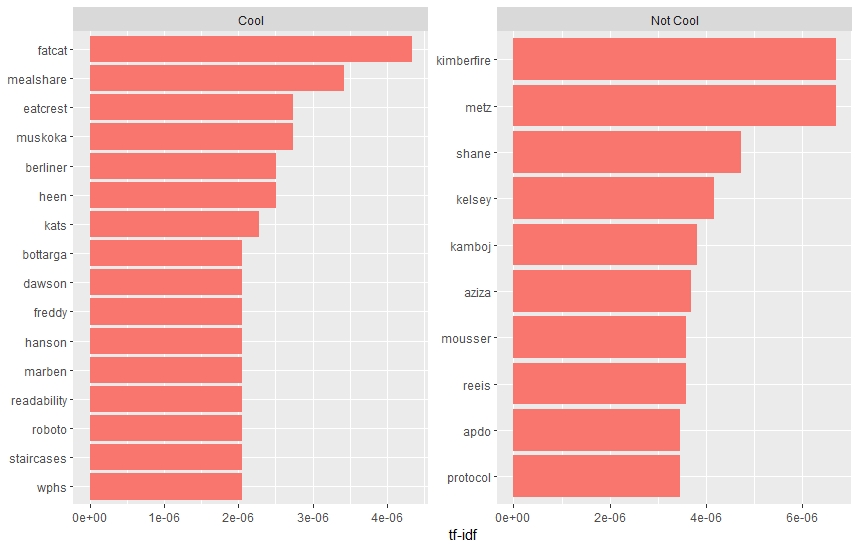 Cool
fatcat
mealshare
eatcrest
muskoka
berliner
heen
kats
bottarga
dawson
freddy
hanson
marben
readability
roboto
staircases
wphs
0e+00 1e-06 2e-06 3e-06 4e-06
Not Cool
kimberfire
metz
shane
kelsey
kamboj
aziza
mousser
reeis
apdo
protocol
0e+00 2e-06 4e-06 6e-06
tf-idf